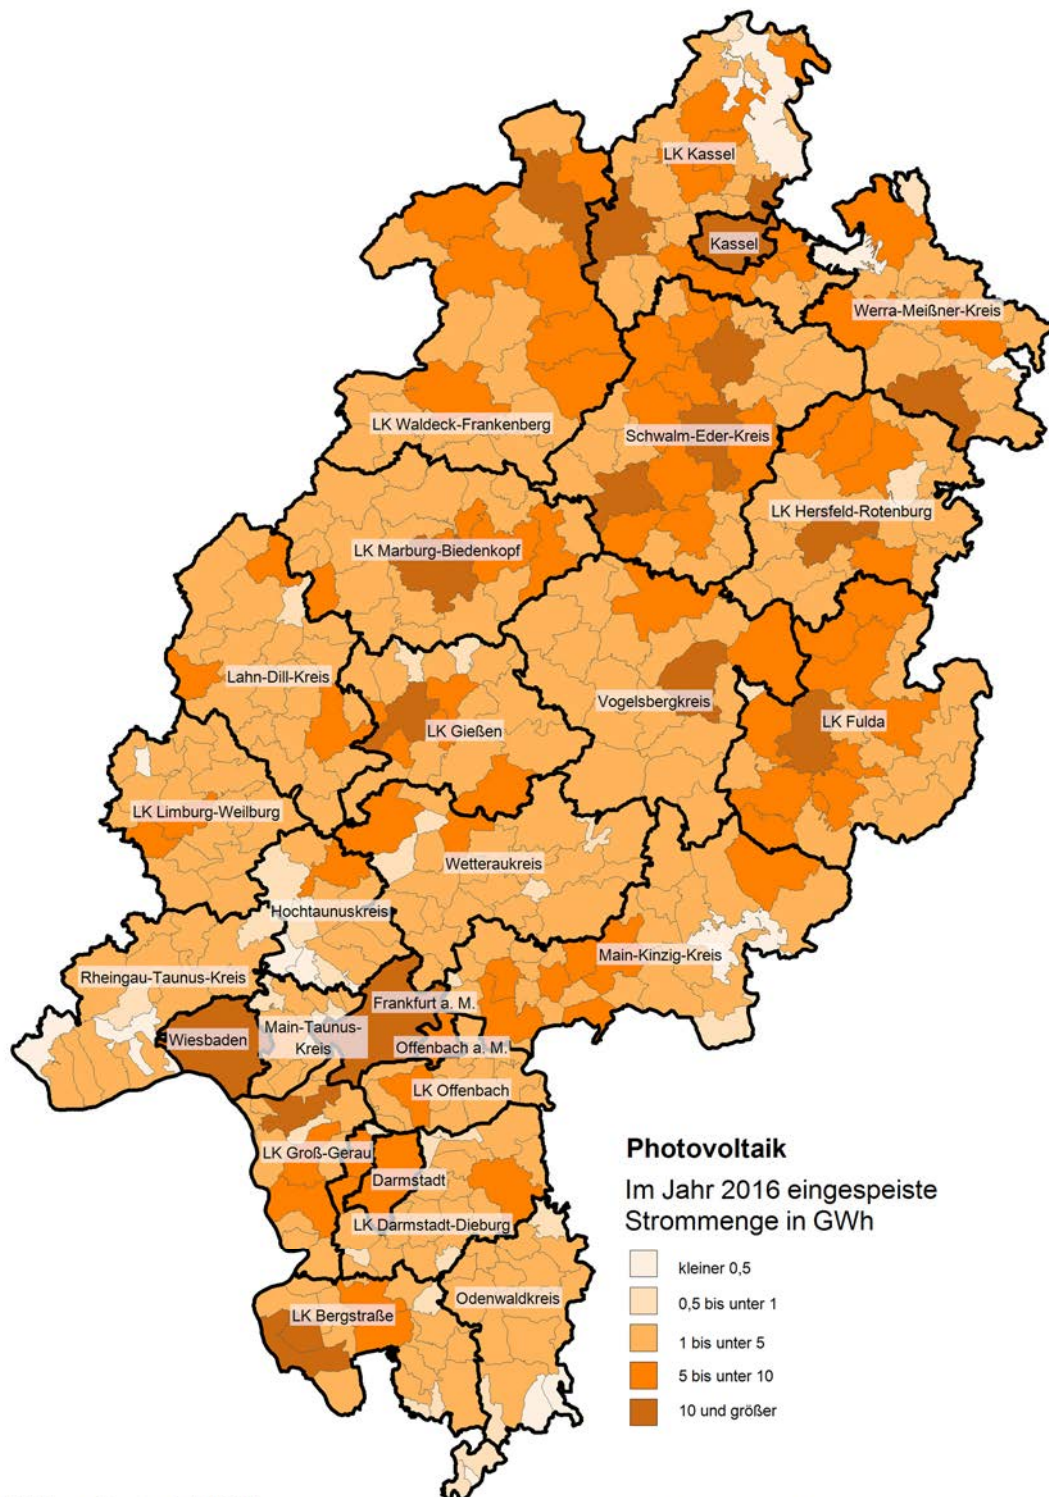 LK Kassel
Kassel
Werra-Meißner-Kreis
LK Waldeck-Frankenberg
Schwalm-Eder-Kreis
LK Hersfeld-Rotenburg
LK Marburg-Biedenkopf
Lahn-Dill-Kreis
Vogelsbergkreis
LK Gießen
LK Fulda
LK Limburg-Weilburg
Wetteraukreis
Hochtaunuskreis
Main-Kinzig-Kreis
Rheingau-Taunus-Kreis
Frankfurt a. M.
Wiesbaden
Main-Taunus-
Kreis
Offenbach a. M.
LK Offenbach
LK Groß-Gerau
Darmstadt
LK Darmstadt-Dieburg
Odenwaldkreis
LK Bergstraße
Photovoltaik
Im Jahr 2016 eingespeiste
Strommenge in GWh
kleiner 0,5
0,5 bis unter 1
1 bis unter 5
5 bis unter 10
10 und größer